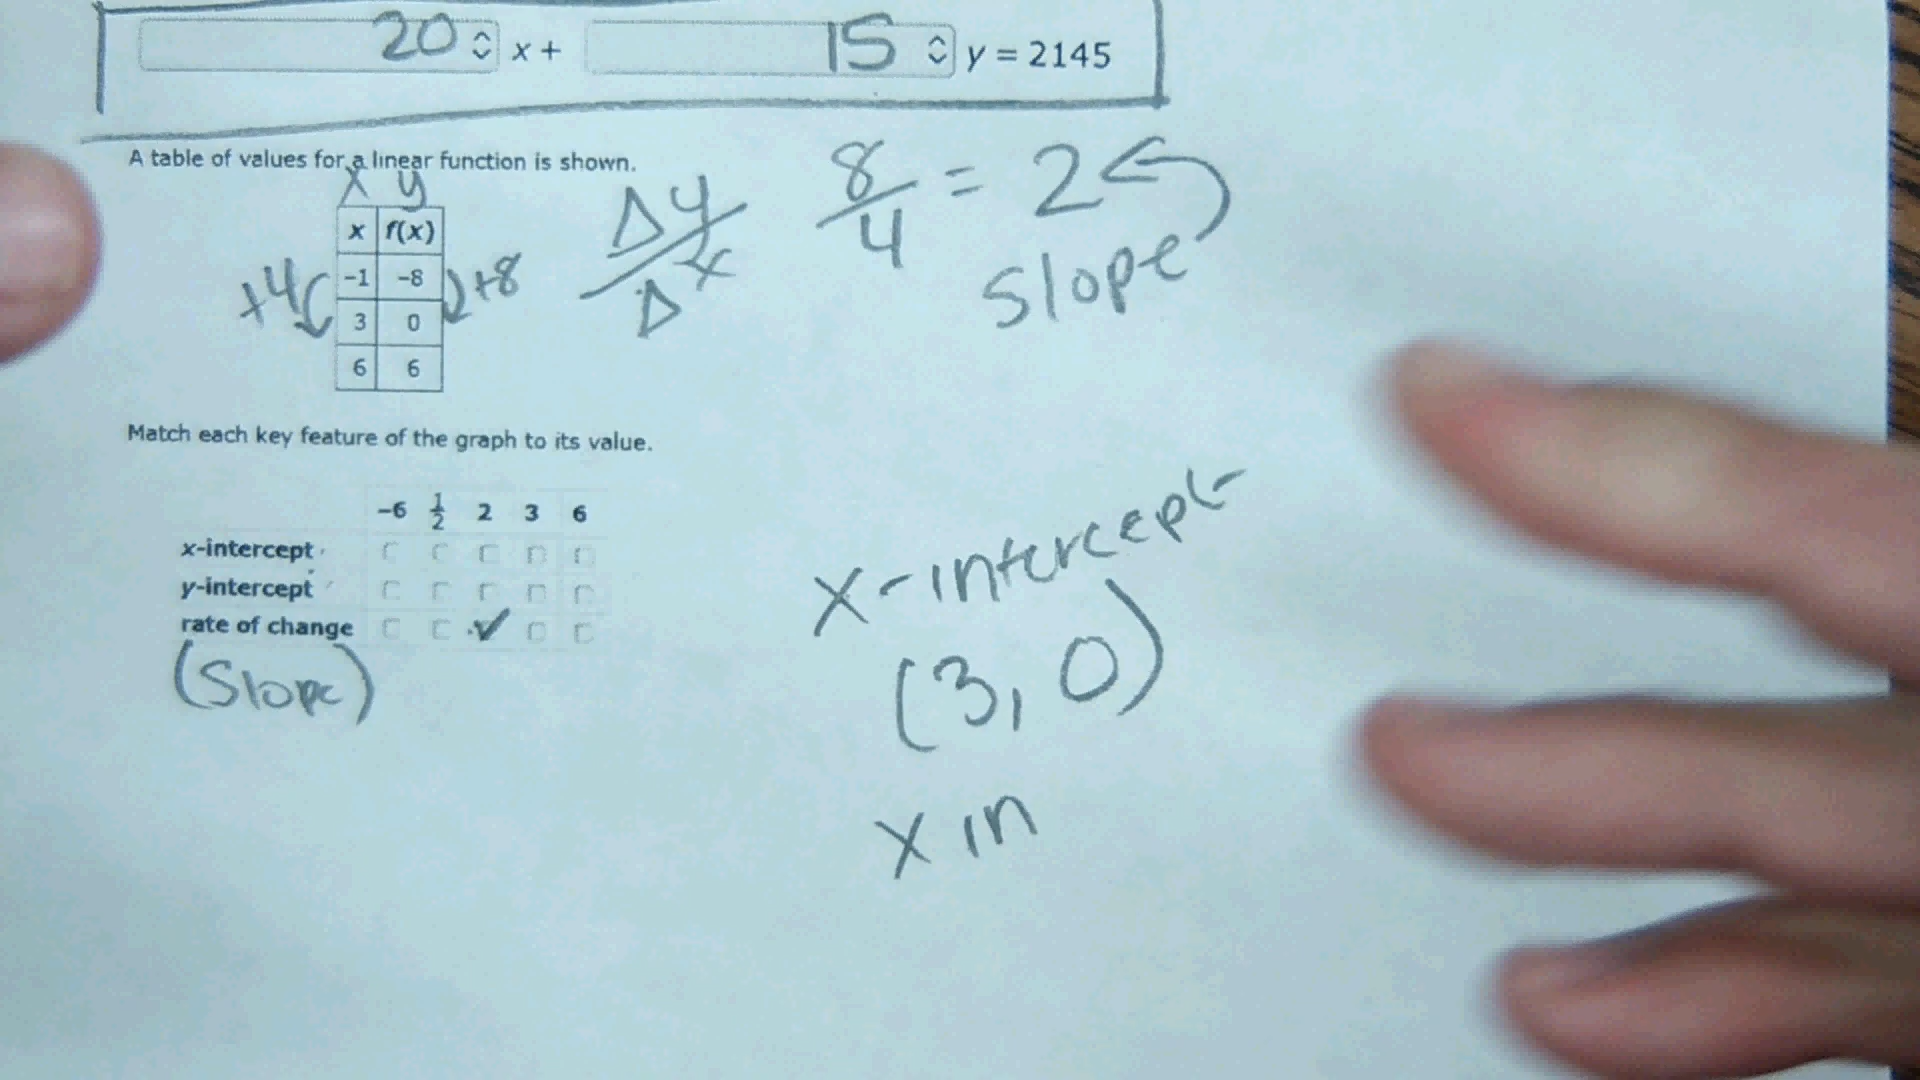 20 x + 15 y = 2145
A table of values for a linear function is shown.
x y
x f(x)
+4 -1 -8 +8
3 0
6 6
Δy/Δx 8/4 = 2
slope
Match each key feature of the graph to its value.
-6 1/2 2 3 6
x-intercept
y-intercept
rate of change ✓
(Slope)
x-intercept
(3, 0)
x in